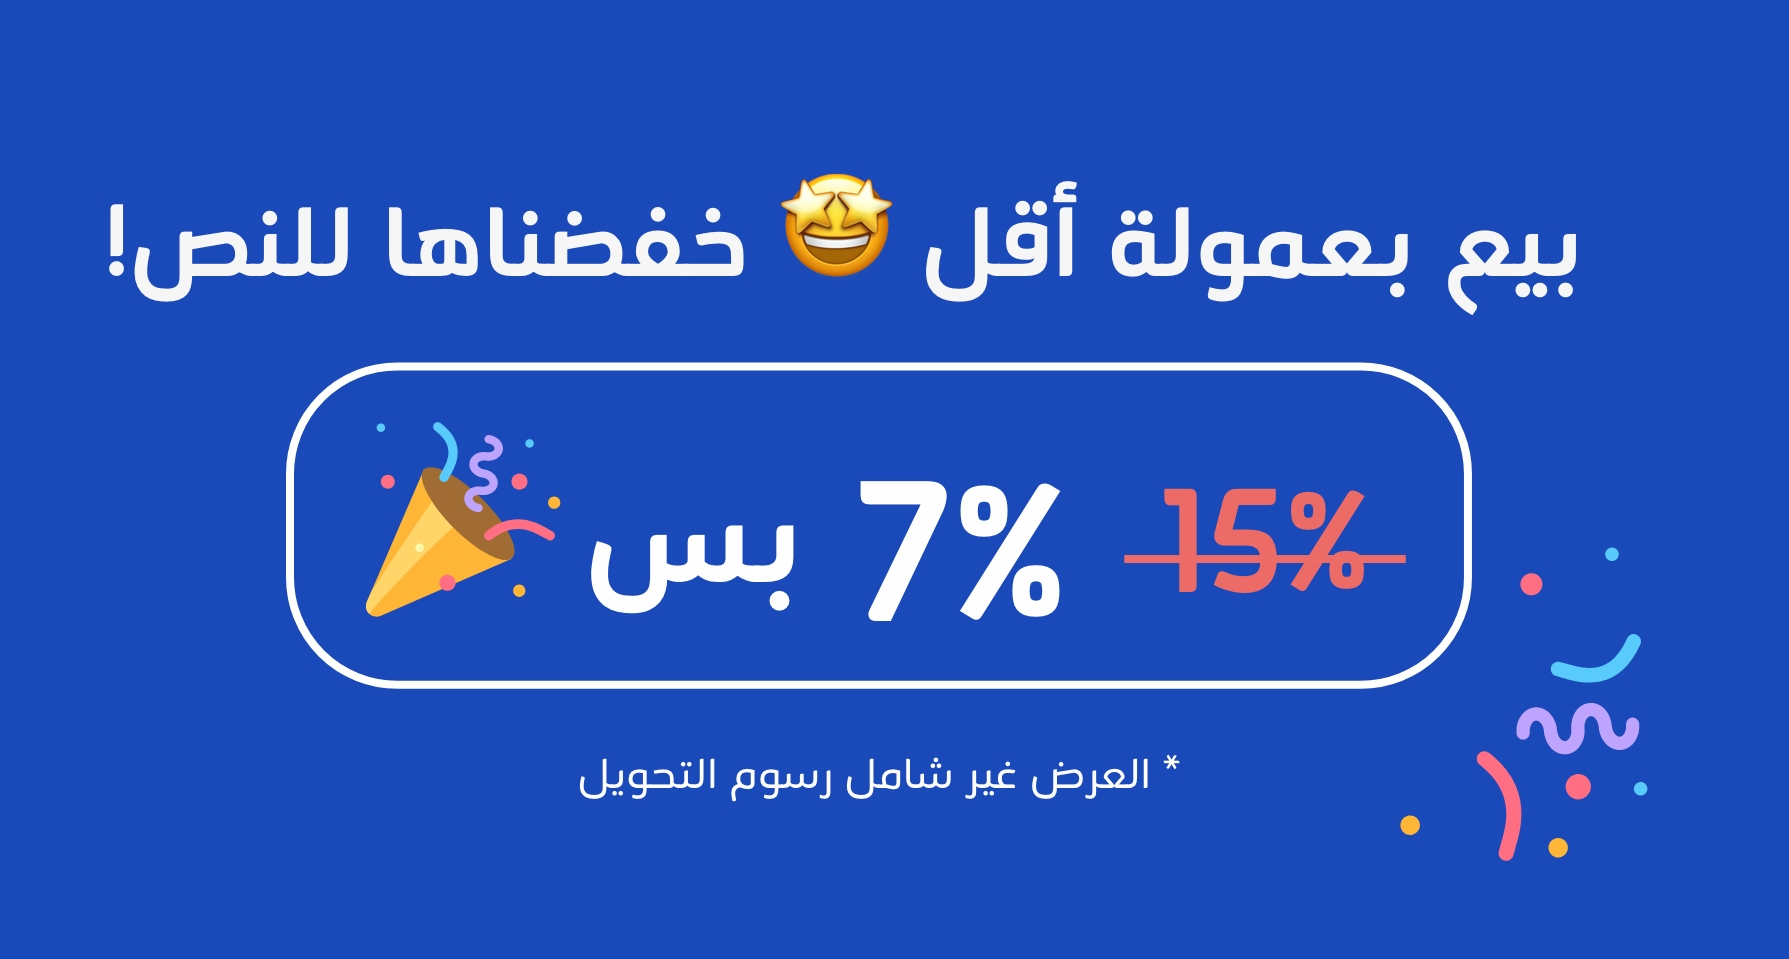 بيع بعمولة أقل 🤩 خفضناها للنص!
15% 7% بس
* العرض غير شامل رسوم التحويل